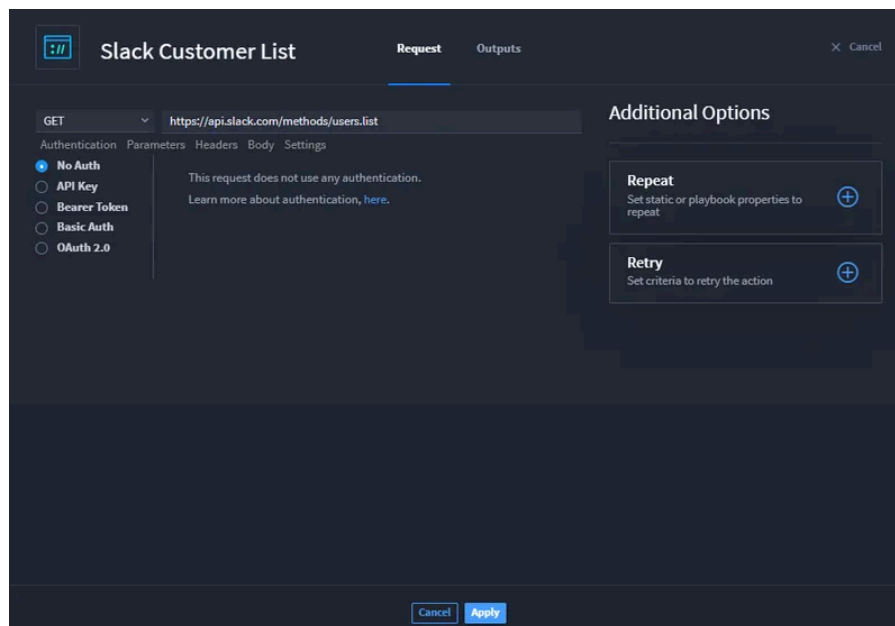 ://
Slack Customer List
Request
Outputs
Cancel
GET
https://api.slack.com/methods/users.list
Authentication Parameters Headers Body Settings
No Auth
API Key
Bearer Token
Basic Auth
OAuth 2.0
This request does not use any authentication.
Learn more about authentication, here.
Additional Options
Repeat
Set static or playbook properties to
repeat
Retry
Set criteria to retry the action
Cancel
Apply